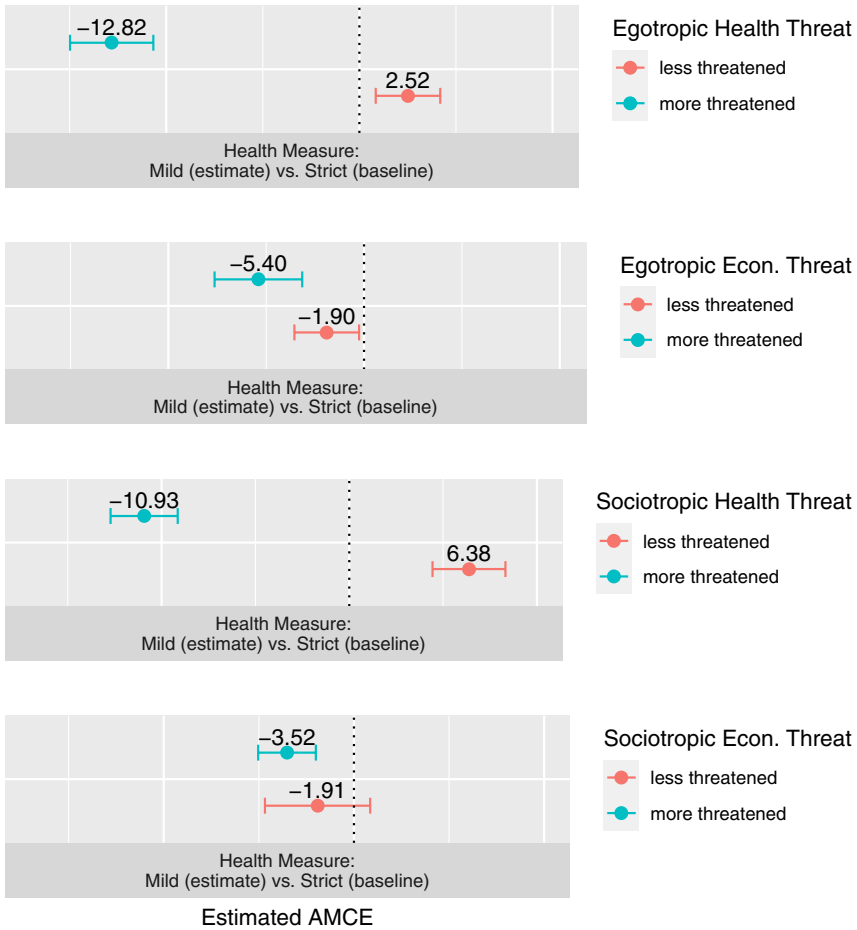 −12.82
2.52
Health Measure:
Mild (estimate) vs. Strict (baseline)
Egotropic Health Threat
less threatened
more threatened
−5.40
−1.90
Health Measure:
Mild (estimate) vs. Strict (baseline)
Egotropic Econ. Threat
less threatened
more threatened
−10.93
6.38
Health Measure:
Mild (estimate) vs. Strict (baseline)
Sociotropic Health Threat
less threatened
more threatened
−3.52
−1.91
Health Measure:
Mild (estimate) vs. Strict (baseline)
Sociotropic Econ. Threat
less threatened
more threatened
Estimated AMCE